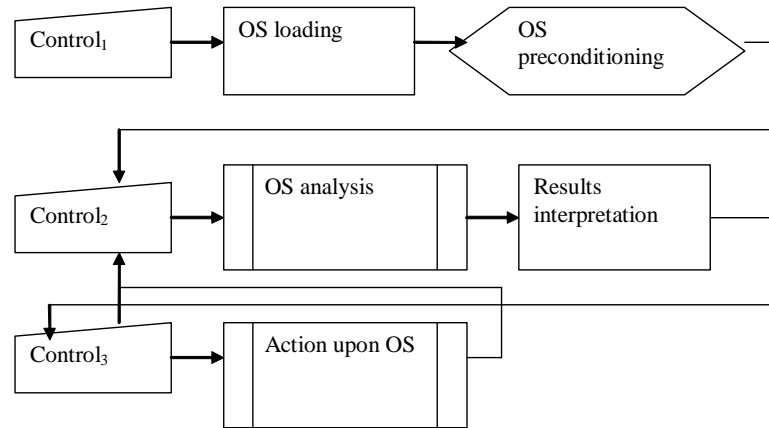 Control₁
OS loading
OS
preconditioning
Control₂
OS analysis
Results
interpretation
Control₃
Action upon OS